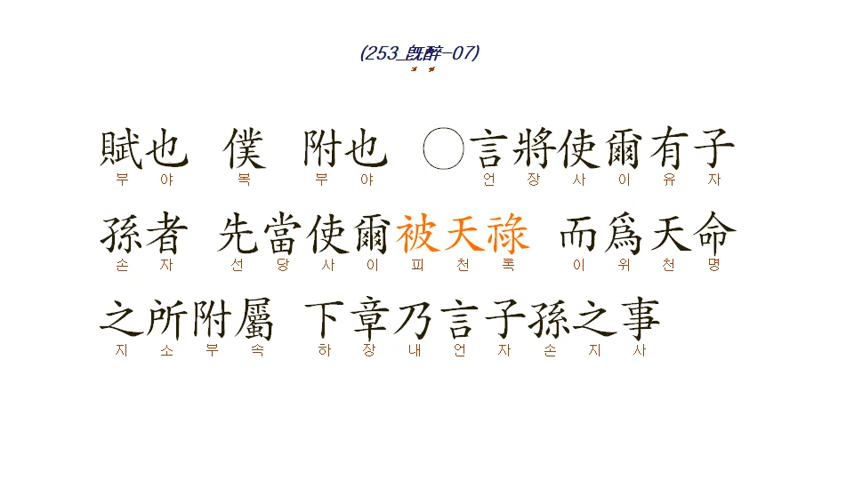 (253_旣醉-07)
賦也 僕 附也 ○言將使爾有子
부 야 복 부 야 언 장 사 이 유 자
孫者 先當使爾被天祿 而爲天命
손 자 선 당 사 이 피 천 록 이 위 천 명
之所附屬 下章乃言子孫之事
지 소 부 속 하 장 내 언 자 손 지 사